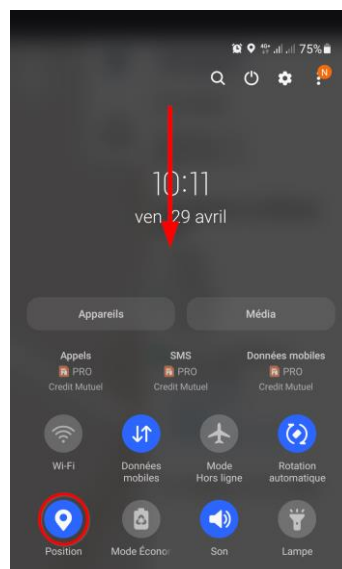 75%
N
10:11
ven. 29 avril
Appareils
Média
Appels
SMS
Données mobiles
PRO
PRO
PRO
Credit Mutuel
Credit Mutuel
Credit Mutuel
Wi-Fi
Données
mobiles
Mode
Hors ligne
Rotation
automatique
Position
Mode Écono
Son
Lampe